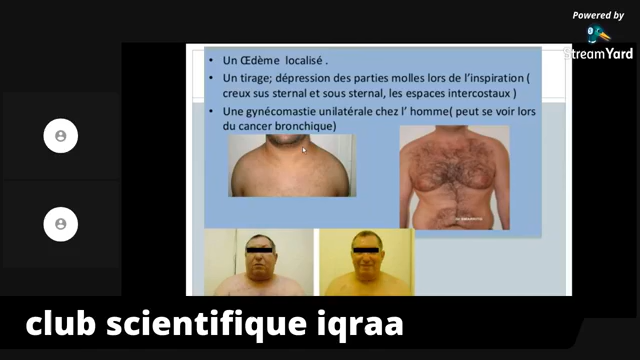 Powered by
StreamYard
• Un Œdème localisé .
• Un tirage; dépression des parties molles lors de l'inspiration (
creux sus sternal et sous sternal, les espaces intercostaux )
• Une gynécomastie unilatérale chez l' homme( peut se voir lors
du cancer bronchique)
club scientifique iqraa